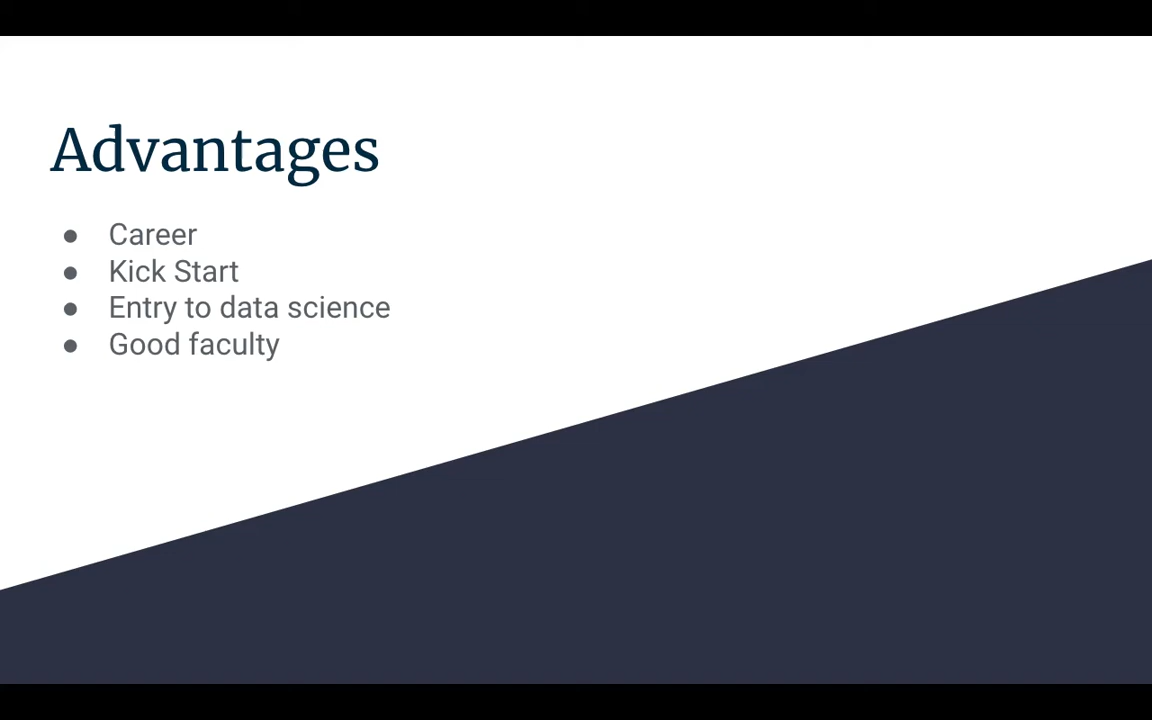 Advantages
● Career
● Kick Start
● Entry to data science
● Good faculty